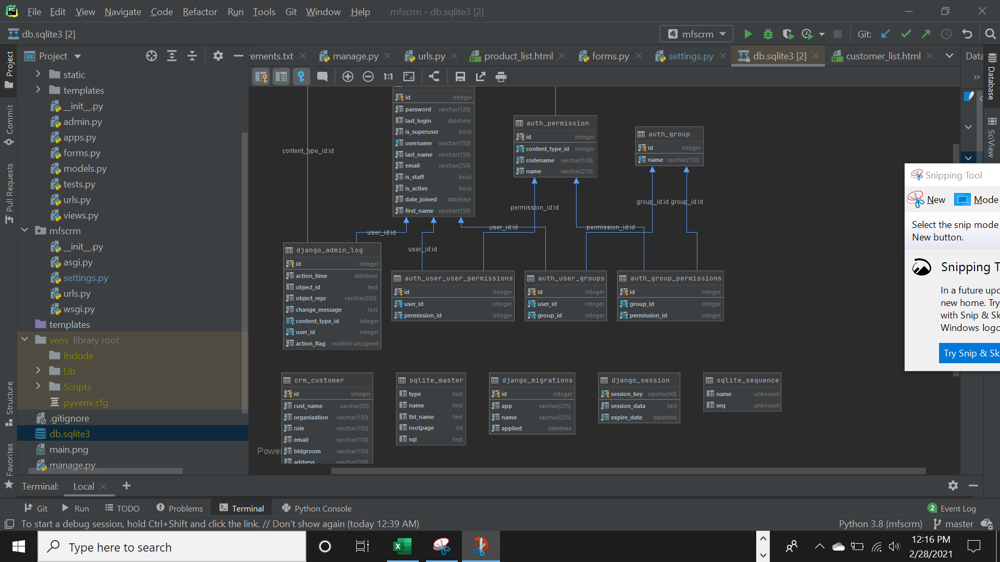 File Edit View Navigate Code Refactor Run Tools Git Window Help mfscrm - db.sqlite3 [2]
db.sqlite3 [2]
mfscrm
Git:
Project
rements.txt
manage.py
urls.py
product_list.html
forms.py
settings.py
db.sqlite3 [2]
customer_list.html
Data
static
templates
__init__.py
admin.py
apps.py
forms.py
models.py
tests.py
urls.py
views.py
mfscrm
__init__.py
asgi.py
settings.py
urls.py
wsgi.py
templates
venv library root
Include
Lib
Scripts
pyvenv.cfg
.gitignore
db.sqlite3
main.png
manage.py
Project
Commit
Pull Requests
Structure
Favorites
1:1
id integer
password varchar(128)
last_login datetime
is_superuser bool
username varchar(150)
last_name varchar(150)
email varchar(254)
is_staff bool
is_active bool
date_joined datetime
first_name varchar(150)
auth_permission
id integer
content_type_id integer
codename varchar(100)
name varchar(255)
auth_group
id integer
name varchar(150)
content_type_id:id
permission_id:id
group_id:id group_id:id
user_id:id
user_id:id
permission_id:id
user_id:id
django_admin_log
id integer
action_time datetime
object_id text
object_repr varchar(200)
change_message text
content_type_id integer
user_id integer
action_flag smallint unsigned
auth_user_user_permissions
id integer
user_id integer
permission_id integer
auth_user_groups
id integer
user_id integer
group_id integer
auth_group_permissions
id integer
group_id integer
permission_id integer
crm_customer
id integer
cust_name varchar(50)
organization varchar(100)
role varchar(100)
email varchar(100)
bldgroom varchar(100)
address varchar(200)
sqlite_master
type text
name text
tbl_name text
rootpage int
sql text
django_migrations
id integer
app varchar(255)
name varchar(255)
applied datetime
django_session
session_key varchar(40)
session_data text
expire_date datetime
sqlite_sequence
name unknown
seq unknown
Power
Database
SciView
Snipping Tool
New Mode
Select the snip mode
New button.
Snipping T
In a future upd
new home. Try
with Snip & Sk
Windows logo
Try Snip & Sk
Terminal: Local
Git Run TODO Problems Terminal Python Console
2 Event Log
To start a debug session, hold Ctrl+Shift and click the link. // Don't show again (today 12:39 AM)
Python 3.8 (mfscrm) master
Type here to search
12:16 PM
2/28/2021